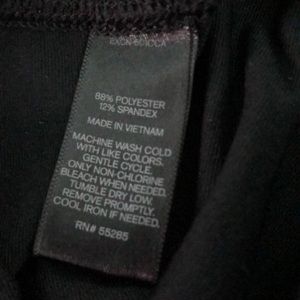 88% POLYESTER
12% SPANDEX
MADE IN VIETNAM
MACHINE WASH COLD
WITH LIKE COLORS.
GENTLE CYCLE.
ONLY NON-CHLORINE
BLEACH WHEN NEEDED.
TUMBLE DRY LOW.
REMOVE PROMPTLY.
COOL IRON IF NEEDED.
RN# 55285